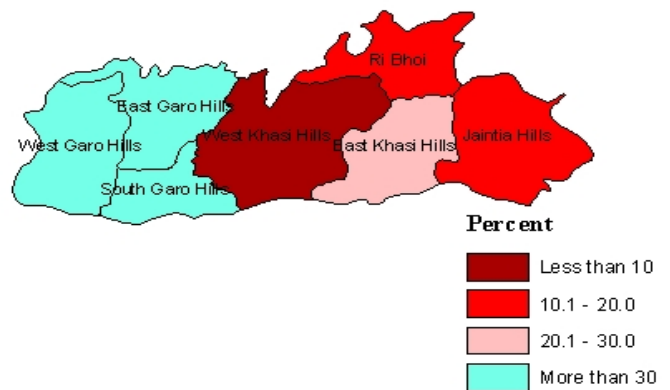 Ri Bhoi
East Garo Hills
West Khasi Hills
West Garo Hills
East Khasi Hills
Jaintia Hills
South Garo Hills
Percent
Less than 10
10.1 - 20.0
20.1 - 30.0
More than 30